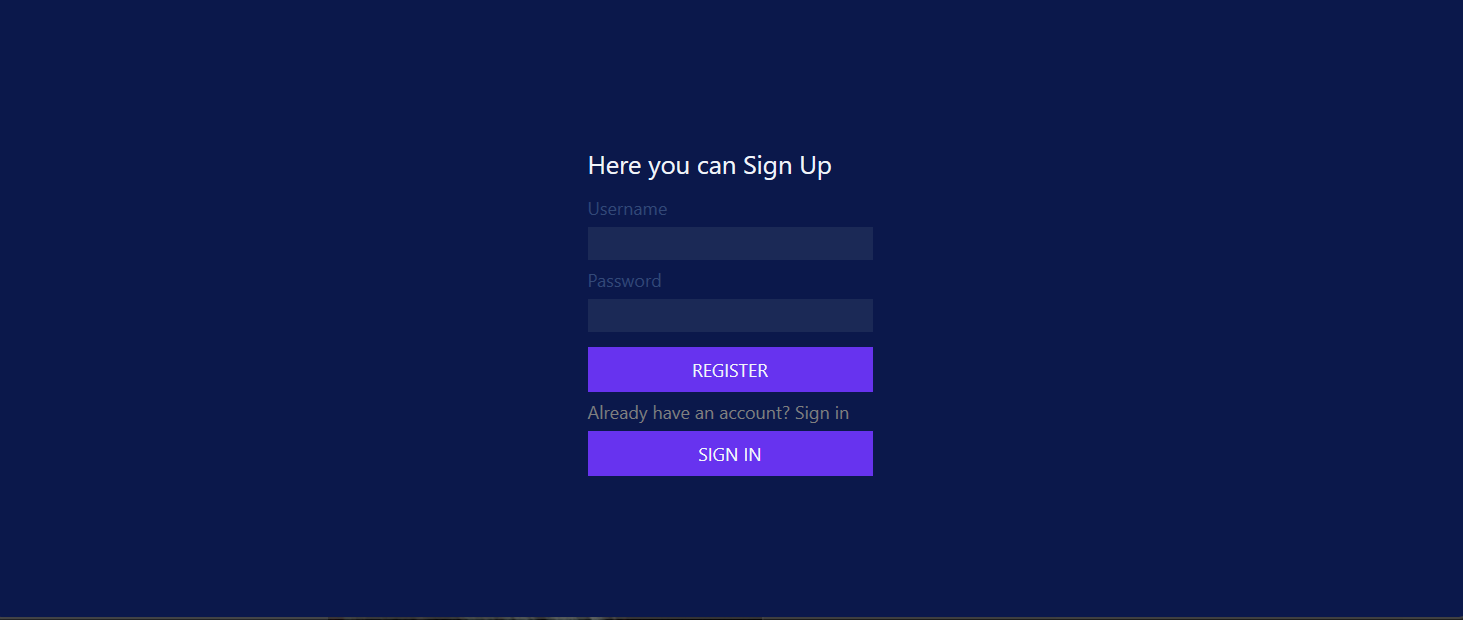 Here you can Sign Up
Username
Password
REGISTER
Already have an account? Sign in
SIGN IN